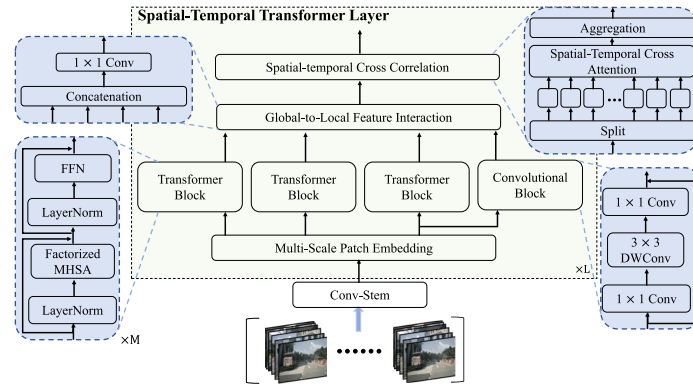 Spatial-Temporal Transformer Layer
1 × 1 Conv
Concatenation
Spatial-temporal Cross Correlation
Global-to-Local Feature Interaction
Aggregation
Spatial-Temporal Cross
Attention
Split
FFN
LayerNorm
Factorized
MHSA
LayerNorm
×M
Transformer
Block
Transformer
Block
Transformer
Block
Convolutional
Block
Multi-Scale Patch Embedding
×L
Conv-Stem
1 × 1 Conv
3 × 3
DWConv
1 × 1 Conv